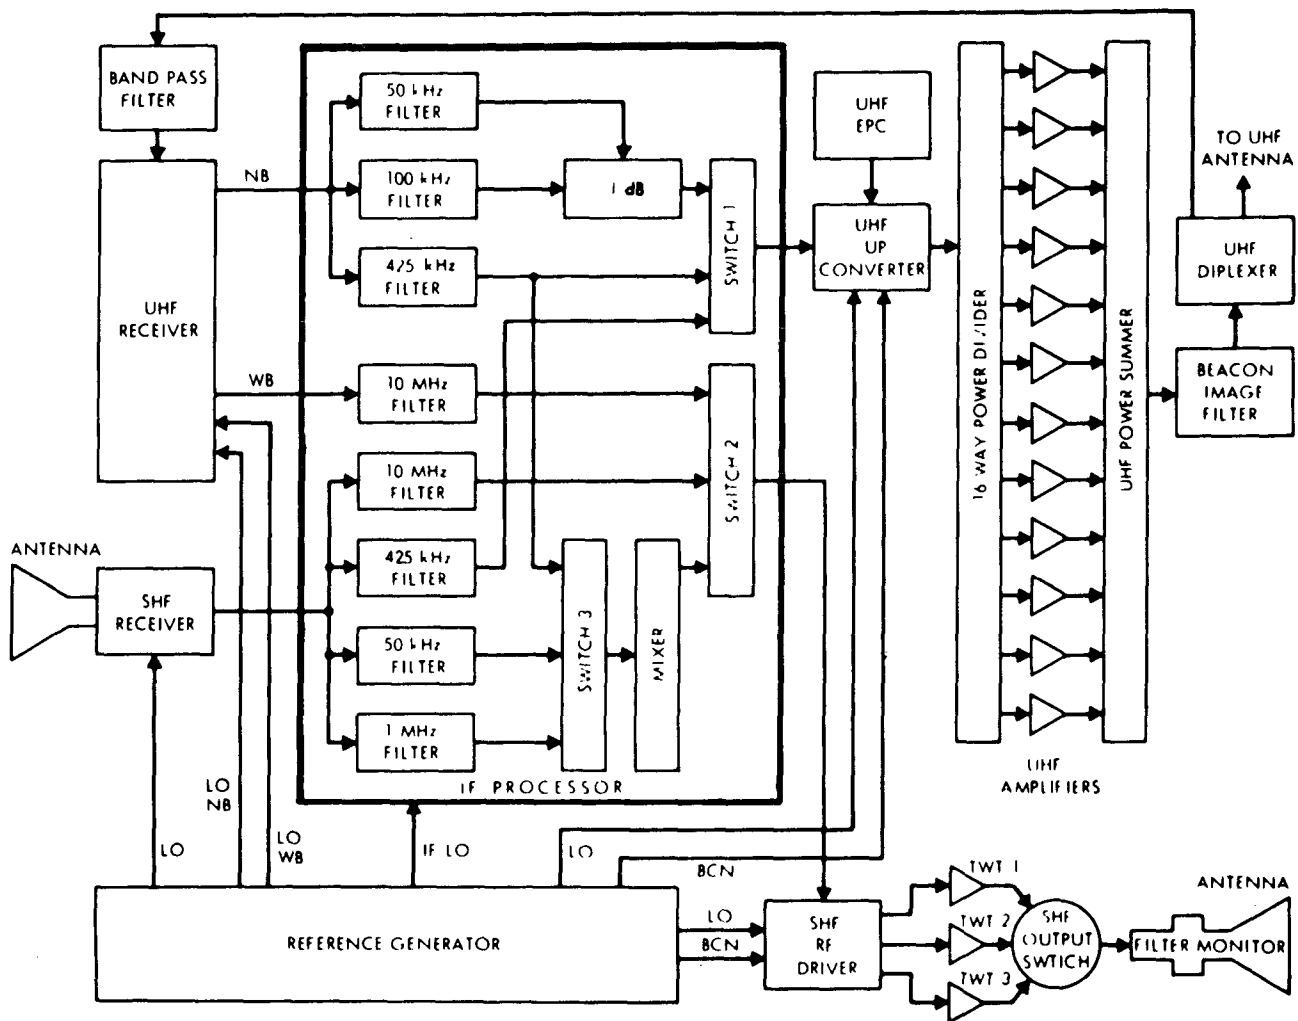 BAND PASS
FILTER
UHF
RECEIVER
NB
WB
50 kHz
FILTER
100 kHz
FILTER
1 dB
425 kHz
FILTER
SWITCH 1
10 MHz
FILTER
10 MHz
FILTER
SWITCH 2
425 kHz
FILTER
50 kHz
FILTER
1 MHz
FILTER
SWITCH 3
MIXER
IF PROCESSOR
UHF
EPC
UHF
UP
CONVERTER
16 WAY POWER DIVIDER
UHF
AMPLIFIERS
UHF POWER SUMMER
TO UHF
ANTENNA
UHF
DIPLEXER
BEACON
IMAGE
FILTER
ANTENNA
SHF
RECEIVER
LO
LO
NB
LO
WB
IF LO
LO
BCN
REFERENCE GENERATOR
LO
BCN
SHF
RF
DRIVER
TWT 1
TWT 2
TWT 3
SHF
OUTPUT
SWTICH
FILTER MONITOR
ANTENNA